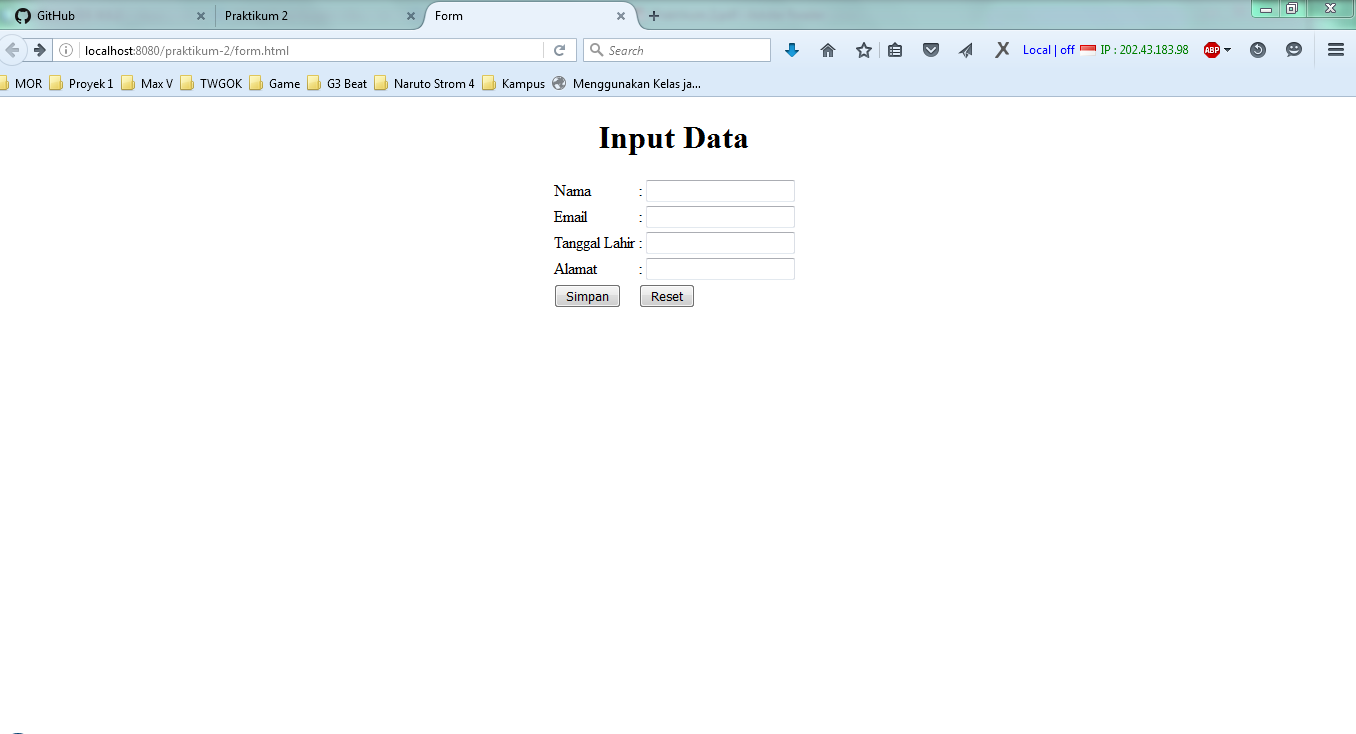 GitHub Praktikum 2 Form
localhost:8080/praktikum-2/form.html Search X Local | off IP : 202.43.183.98 ABP
MOR Proyek 1 Max V TWGOK Game G3 Beat Naruto Strom 4 Kampus Menggunakan Kelas ja...
Input Data
Nama :
Email :
Tanggal Lahir :
Alamat :
Simpan Reset